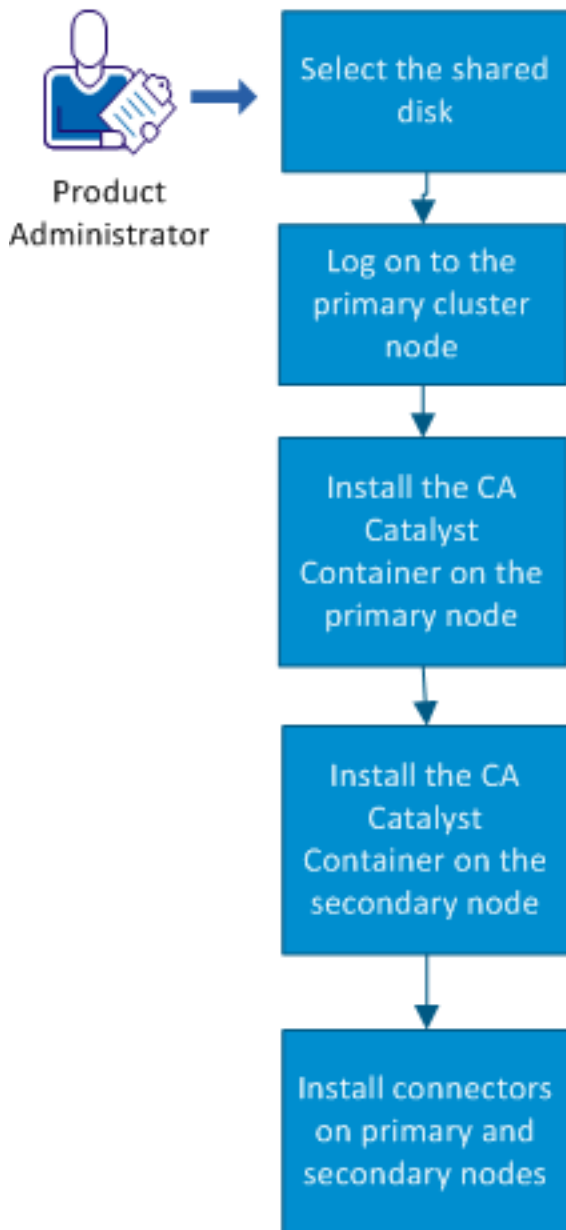 Product
Administrator
Select the shared
disk
Log on to the
primary cluster
node
Install the CA
Catalyst
Container on the
primary node
Install the CA
Catalyst
Container on the
secondary node
Install connectors
on primary and
secondary nodes